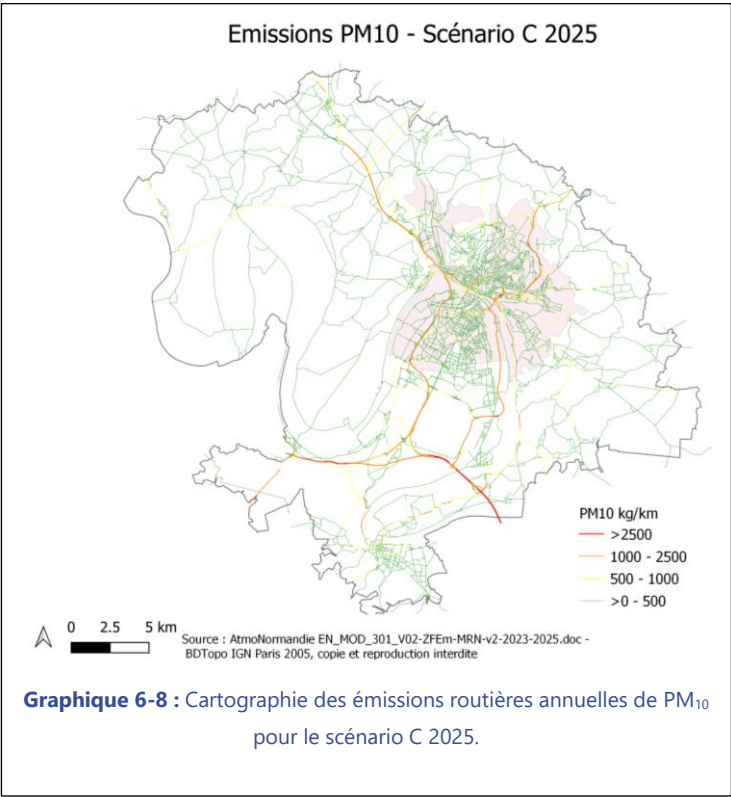 Emissions PM10 - Scénario C 2025
PM10 kg/km
>2500
1000 - 2500
500 - 1000
>0 - 500
0 2.5 5 km
Source : AtmoNormandie EN_MOD_301_V02-ZFEm-MRN-v2-2023-2025.doc -
BDTopo IGN Paris 2005, copie et reproduction interdite
Graphique 6-8 : Cartographie des émissions routières annuelles de PM₁₀
pour le scénario C 2025.